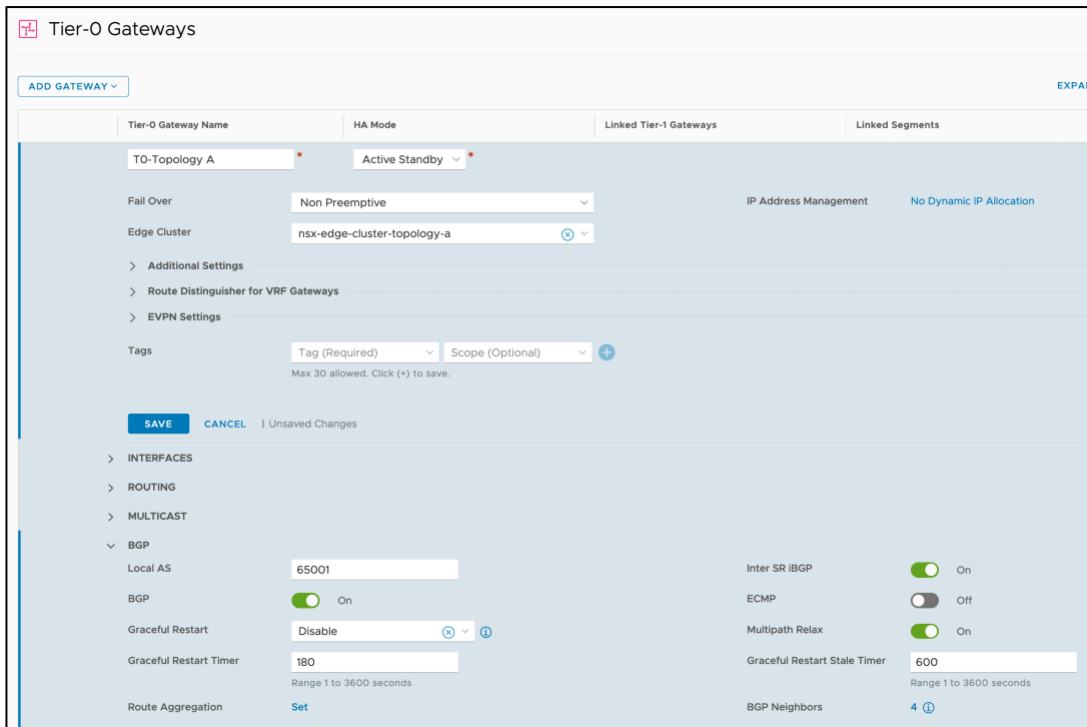 Tier-0 Gateways
ADD GATEWAY
EXPA
Tier-0 Gateway Name HA Mode Linked Tier-1 Gateways Linked Segments
T0-Topology A * Active Standby *
Fail Over Non Preemptive IP Address Management No Dynamic IP Allocation
Edge Cluster nsx-edge-cluster-topology-a
Additional Settings
Route Distinguisher for VRF Gateways
EVPN Settings
Tags Tag (Required) Scope (Optional)
Max 30 allowed. Click (+) to save.
SAVE CANCEL | Unsaved Changes
INTERFACES
ROUTING
MULTICAST
BGP
Local AS 65001 Inter SR iBGP On
BGP On ECMP Off
Graceful Restart Disable Multipath Relax On
Graceful Restart Timer 180 Graceful Restart Stale Timer 600
Range 1 to 3600 seconds Range 1 to 3600 seconds
Route Aggregation Set BGP Neighbors 4